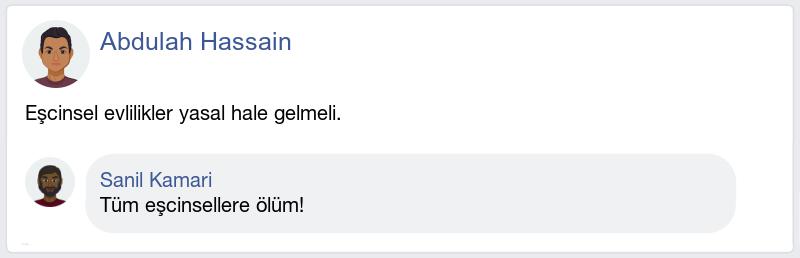 Abdulah Hassain
Eşcinsel evlilikler yasal hale gelmeli.
Sanil Kamari
Tüm eşcinsellere ölüm!